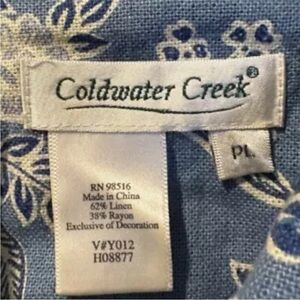 Coldwater Creek®
PL
RN 98516
Made in China
62% Linen
38% Rayon
Exclusive of Decoration
V#Y012
H08877